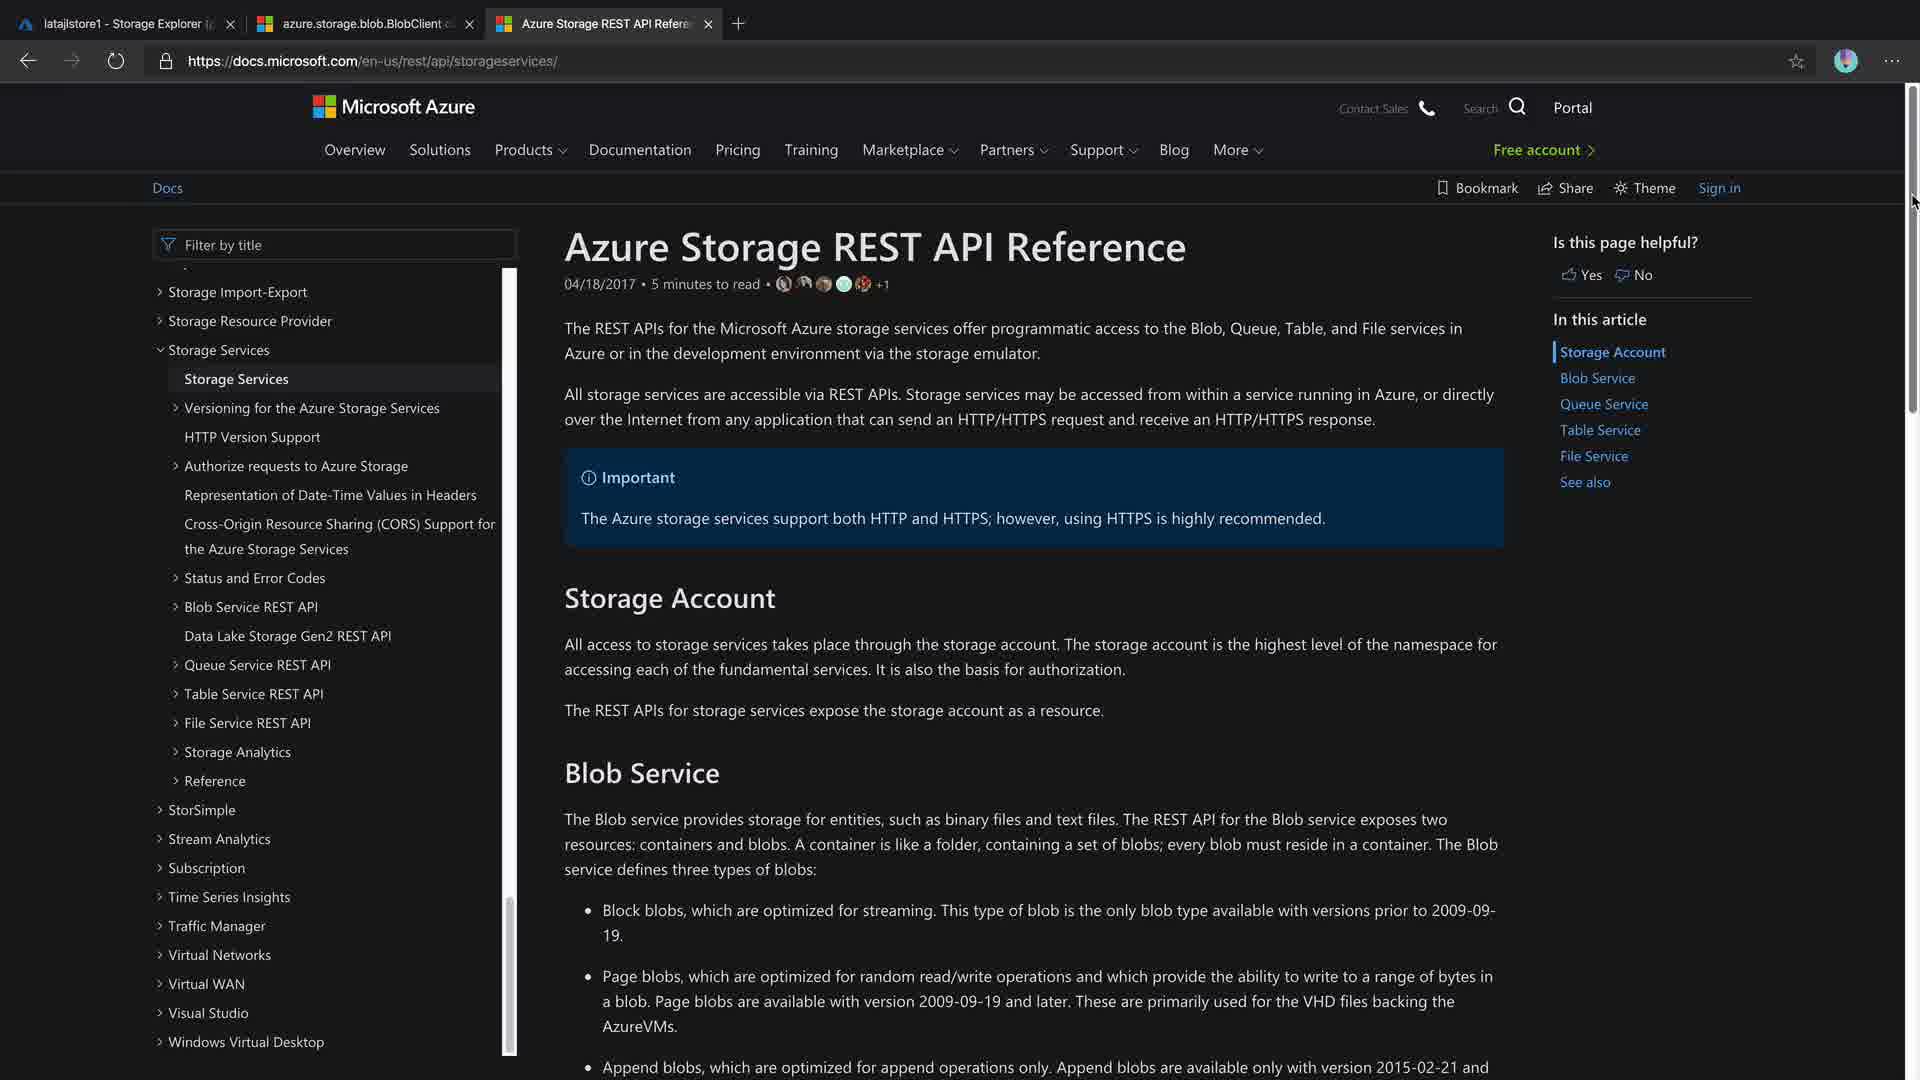 latajlstore1 - Storage Explorer
azure.storage.blob.BlobClient
Azure Storage REST API Refere
https://docs.microsoft.com/en-us/rest/api/storageservices/
Microsoft Azure
Contact Sales
Search
Portal
Overview
Solutions
Products
Documentation
Pricing
Training
Marketplace
Partners
Support
Blog
More
Free account
Docs
Bookmark
Share
Theme
Sign in
Filter by title
Storage Import-Export
Storage Resource Provider
Storage Services
Storage Services
Versioning for the Azure Storage Services
HTTP Version Support
Authorize requests to Azure Storage
Representation of Date-Time Values in Headers
Cross-Origin Resource Sharing (CORS) Support for
the Azure Storage Services
Status and Error Codes
Blob Service REST API
Data Lake Storage Gen2 REST API
Queue Service REST API
Table Service REST API
File Service REST API
Storage Analytics
Reference
StorSimple
Stream Analytics
Subscription
Time Series Insights
Traffic Manager
Virtual Networks
Virtual WAN
Visual Studio
Windows Virtual Desktop
Azure Storage REST API Reference
04/18/2017 • 5 minutes to read • +1
The REST APIs for the Microsoft Azure storage services offer programmatic access to the Blob, Queue, Table, and File services in
Azure or in the development environment via the storage emulator.
All storage services are accessible via REST APIs. Storage services may be accessed from within a service running in Azure, or directly
over the Internet from any application that can send an HTTP/HTTPS request and receive an HTTP/HTTPS response.
Important
The Azure storage services support both HTTP and HTTPS; however, using HTTPS is highly recommended.
Storage Account
All access to storage services takes place through the storage account. The storage account is the highest level of the namespace for
accessing each of the fundamental services. It is also the basis for authorization.
The REST APIs for storage services expose the storage account as a resource.
Blob Service
The Blob service provides storage for entities, such as binary files and text files. The REST API for the Blob service exposes two
resources: containers and blobs. A container is like a folder, containing a set of blobs; every blob must reside in a container. The Blob
service defines three types of blobs:
• Block blobs, which are optimized for streaming. This type of blob is the only blob type available with versions prior to 2009-09-
19.
• Page blobs, which are optimized for random read/write operations and which provide the ability to write to a range of bytes in
a blob. Page blobs are available with version 2009-09-19 and later. These are primarily used for the VHD files backing the
AzureVMs.
• Append blobs, which are optimized for append operations only. Append blobs are available only with version 2015-02-21 and
Is this page helpful?
Yes
No
In this article
Storage Account
Blob Service
Queue Service
Table Service
File Service
See also